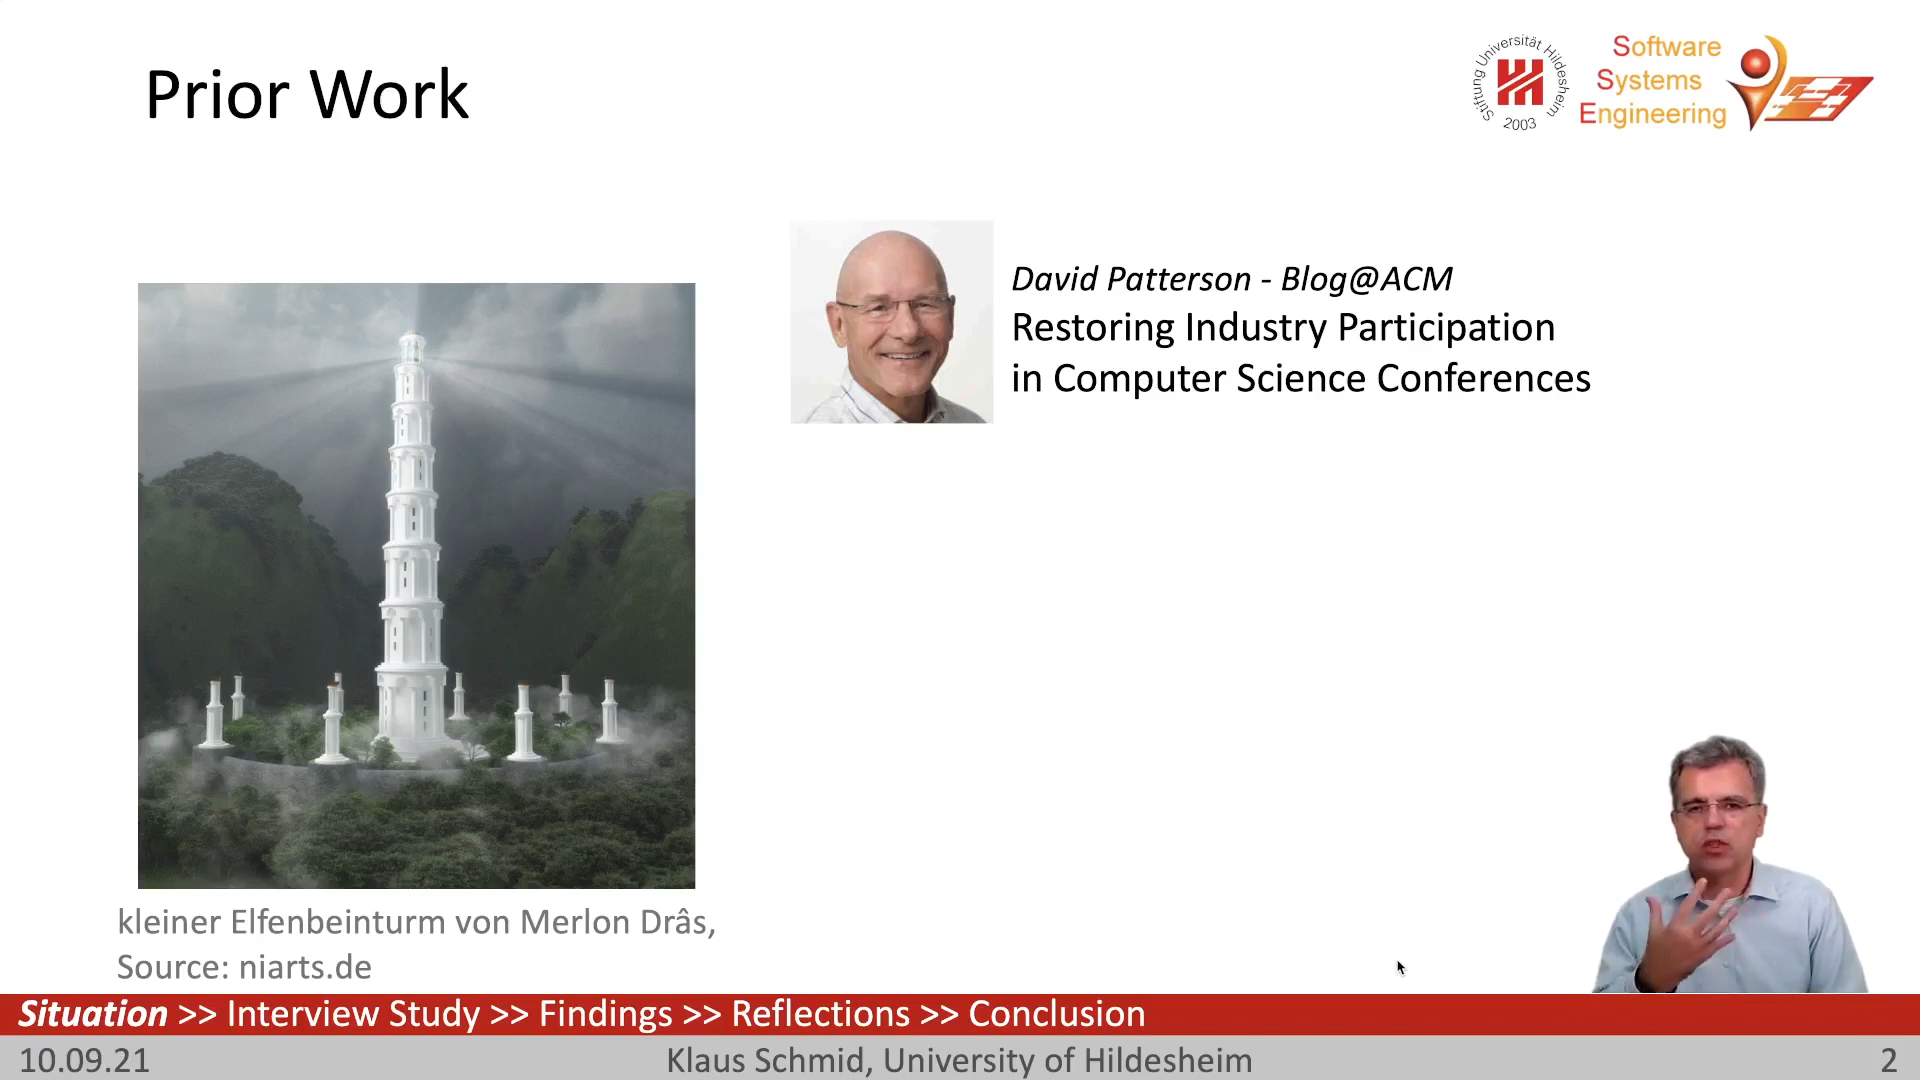 Prior Work
Stiftung Universität Hildesheim
2003
Software
Systems
Engineering
David Patterson - Blog@ACM
Restoring Industry Participation
in Computer Science Conferences
kleiner Elfenbeinturm von Merlon Drâs,
Source: niarts.de
Situation >> Interview Study >> Findings >> Reflections >> Conclusion
10.09.21
Klaus Schmid, University of Hildesheim
2